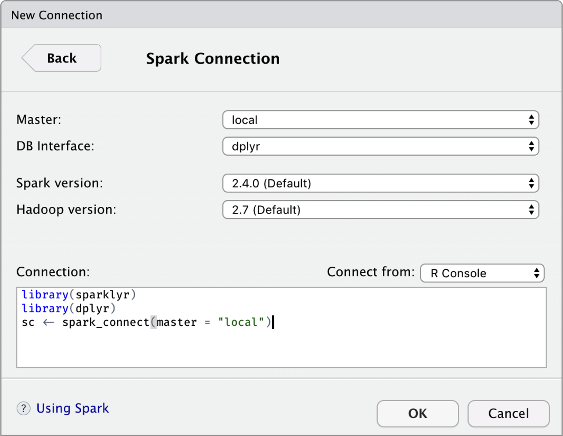 New Connection
Back
Spark Connection
Master: local
DB Interface: dplyr
Spark version: 2.4.0 (Default)
Hadoop version: 2.7 (Default)
Connection: Connect from: R Console
library(sparklyr)
library(dplyr)
sc ← spark_connect(master = "local")
? Using Spark
OK Cancel